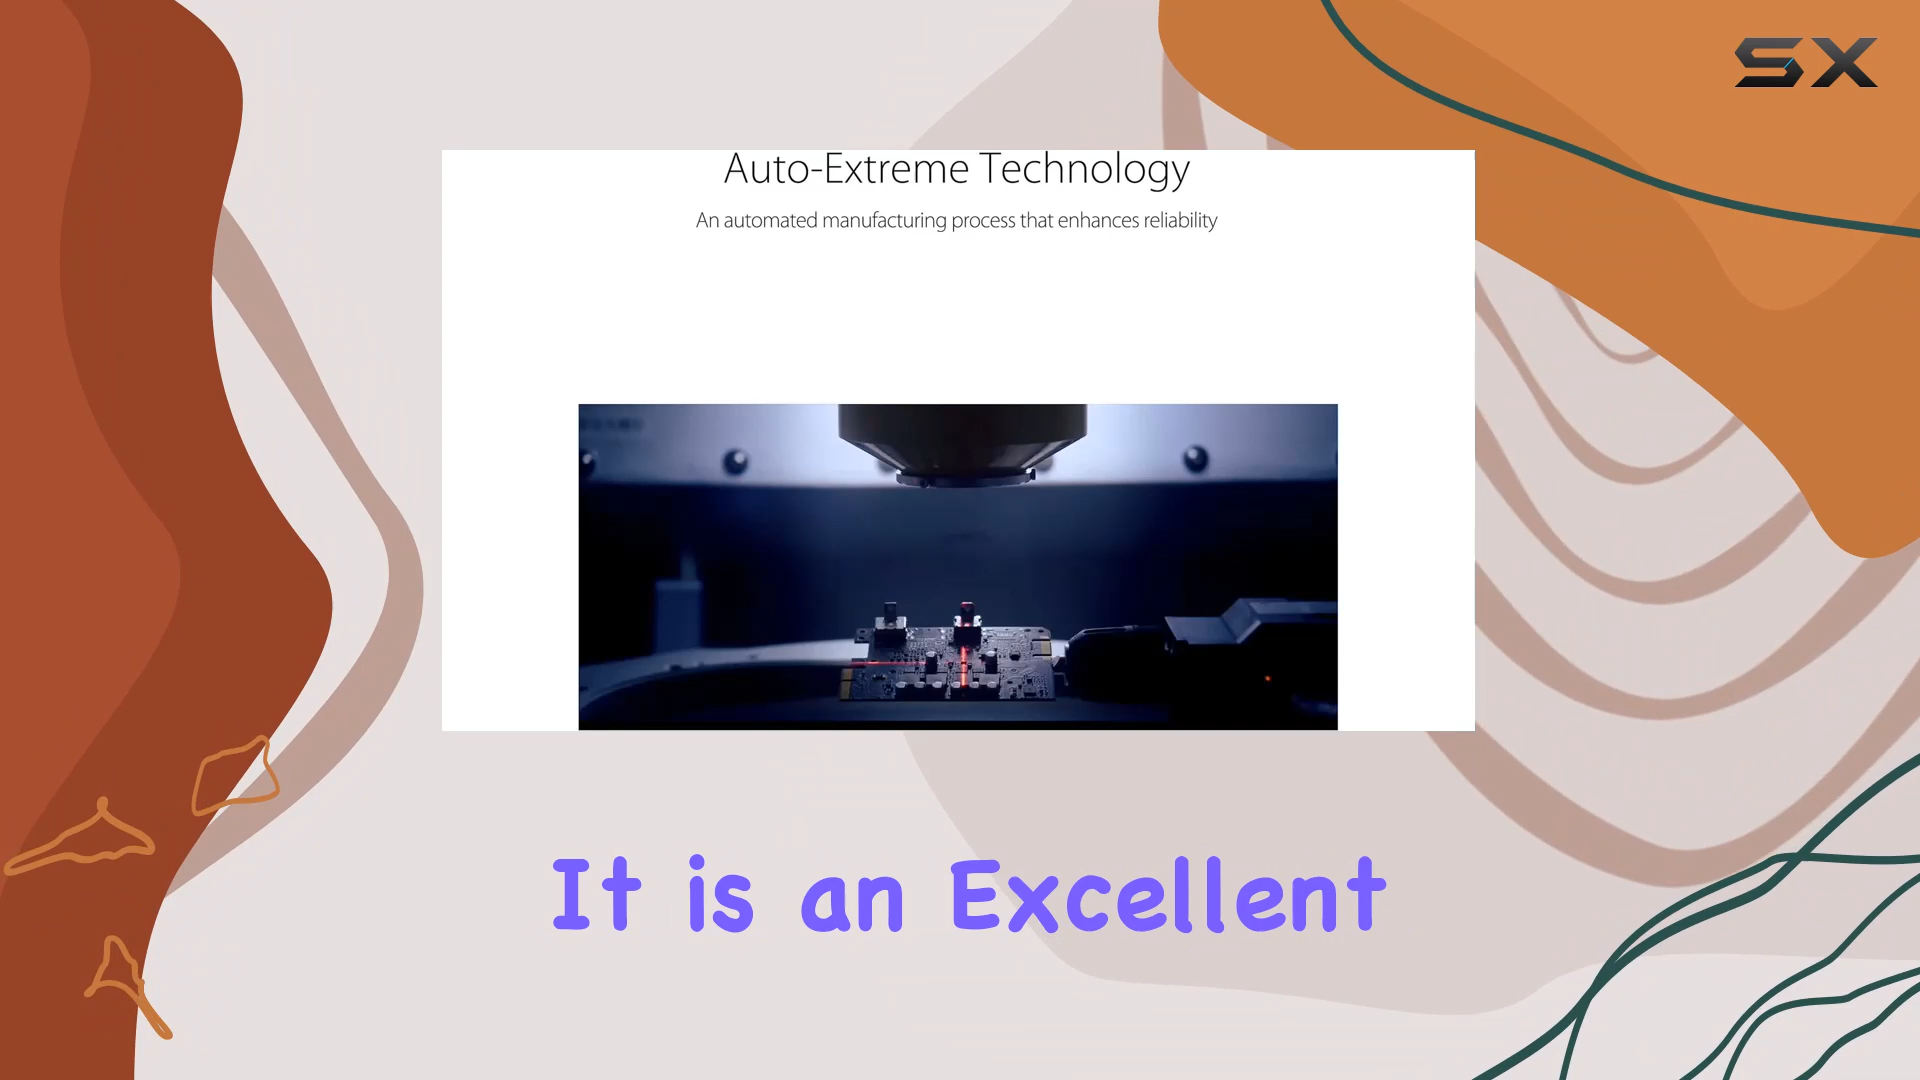 SX
Auto-Extreme Technology
An automated manufacturing process that enhances reliability
It is an Excellent